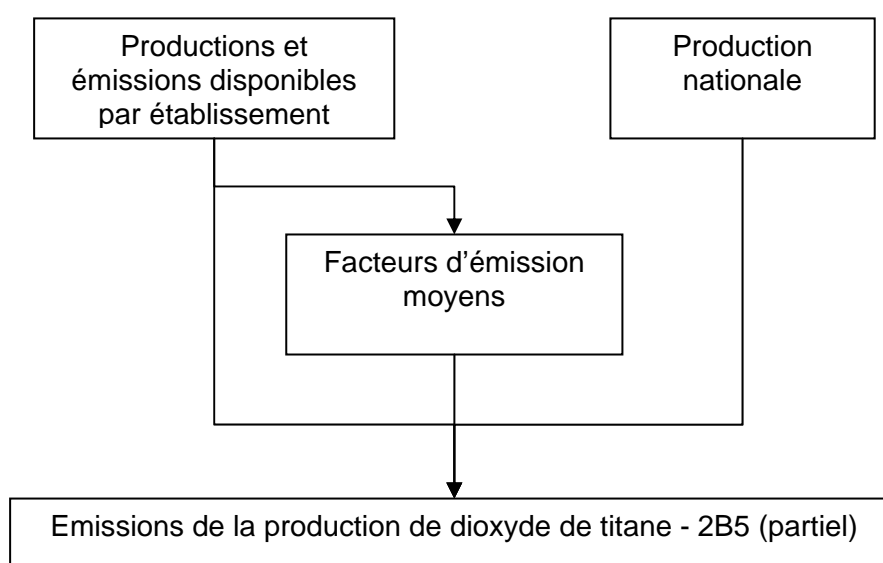 Productions et
émissions disponibles
par établissement
Production
nationale
Facteurs d’émission
moyens
Emissions de la production de dioxyde de titane - 2B5 (partiel)